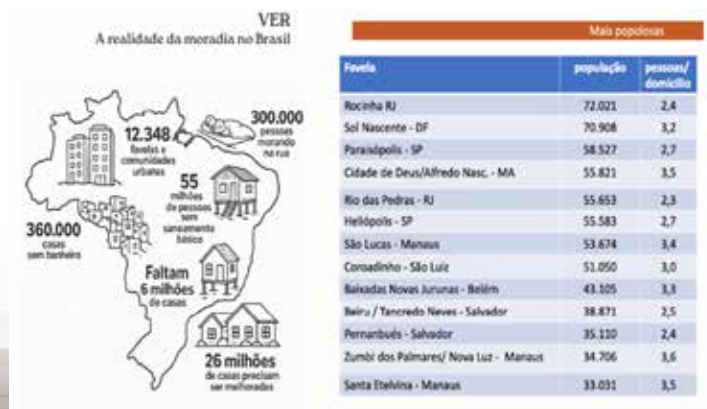 VER
A realidade da moradia no Brasil
12.348
favelas e
comunidades
urbanas
300.000
pessoas
morando
na rua
55
milhões
de pessoas
sem
saneamento
básico
360.000
casas
sem banheiro
Faltam
6 milhões
de casas
26 milhões
de casas precisam
ser melhoradas
Mais populosas
Favela população pessoas/
domicílio
Rocinha RJ 72.021 2,4
Sol Nascente - DF 70.908 3,2
Paraisópolis - SP 58.527 2,7
Cidade de Deus/Alfredo Nasc. - MA 55.821 3,5
Rio das Pedras - RJ 55.653 2,3
Heliópolis - SP 55.583 2,7
São Lucas - Manaus 53.674 3,4
Coroadinho - São Luiz 51.050 3,0
Baixadas Novas Jurunas - Belém 43.105 3,3
Beiru / Tancredo Neves - Salvador 38.871 2,5
Pernanbués - Salvador 35.110 2,4
Zumbi dos Palmares/ Nova Luz - Manaus 34.706 3,6
Santa Etelvina - Manaus 33.031 3,5